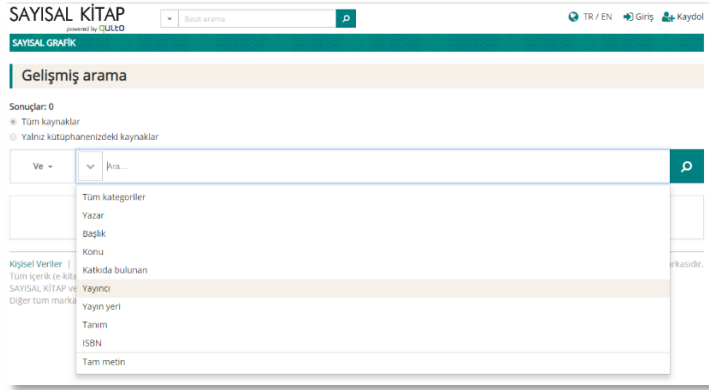 SAYISAL KİTAP
powered by QULTO
Basit arama
TR / EN Giriş Kaydol
SAYISAL GRAFİK
Gelişmiş arama
Sonuçlar: 0
Tüm kaynaklar
Yalnız kütüphanenizdeki kaynaklar
Ve
Ara...
Tüm kategoriler
Yazar
Başlık
Konu
Katkıda bulunan
Yayıncı
Yayın yeri
Tanım
ISBN
Tam metin
Kişisel Veriler |
Tüm içerik (e-kita
SAYISAL KİTAP ve
Diğer tüm marka